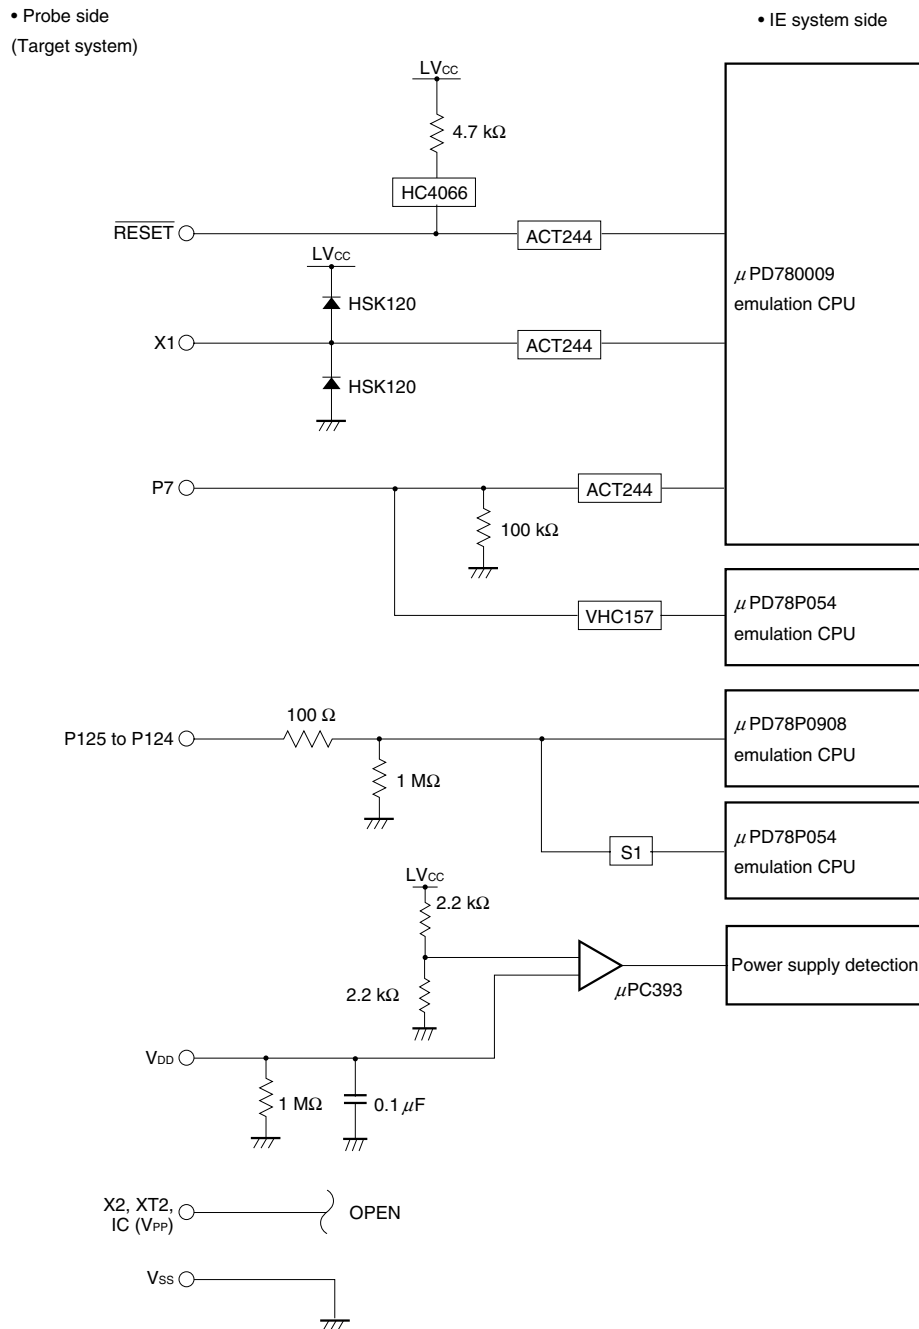 • Probe side
(Target system)
• IE system side
LVCC
4.7 kΩ
HC4066
RESET
ACT244
LVCC
HSK120
μPD780009
emulation CPU
X1
ACT244
HSK120
P7
ACT244
100 kΩ
VHC157
μPD78P054
emulation CPU
P125 to P124
100 Ω
1 MΩ
μPD78P0908
emulation CPU
S1
μPD78P054
emulation CPU
LVCC
2.2 kΩ
2.2 kΩ
μPC393
Power supply detection
VDD
1 MΩ
0.1 μF
X2, XT2,
IC (VPP)
OPEN
VSS